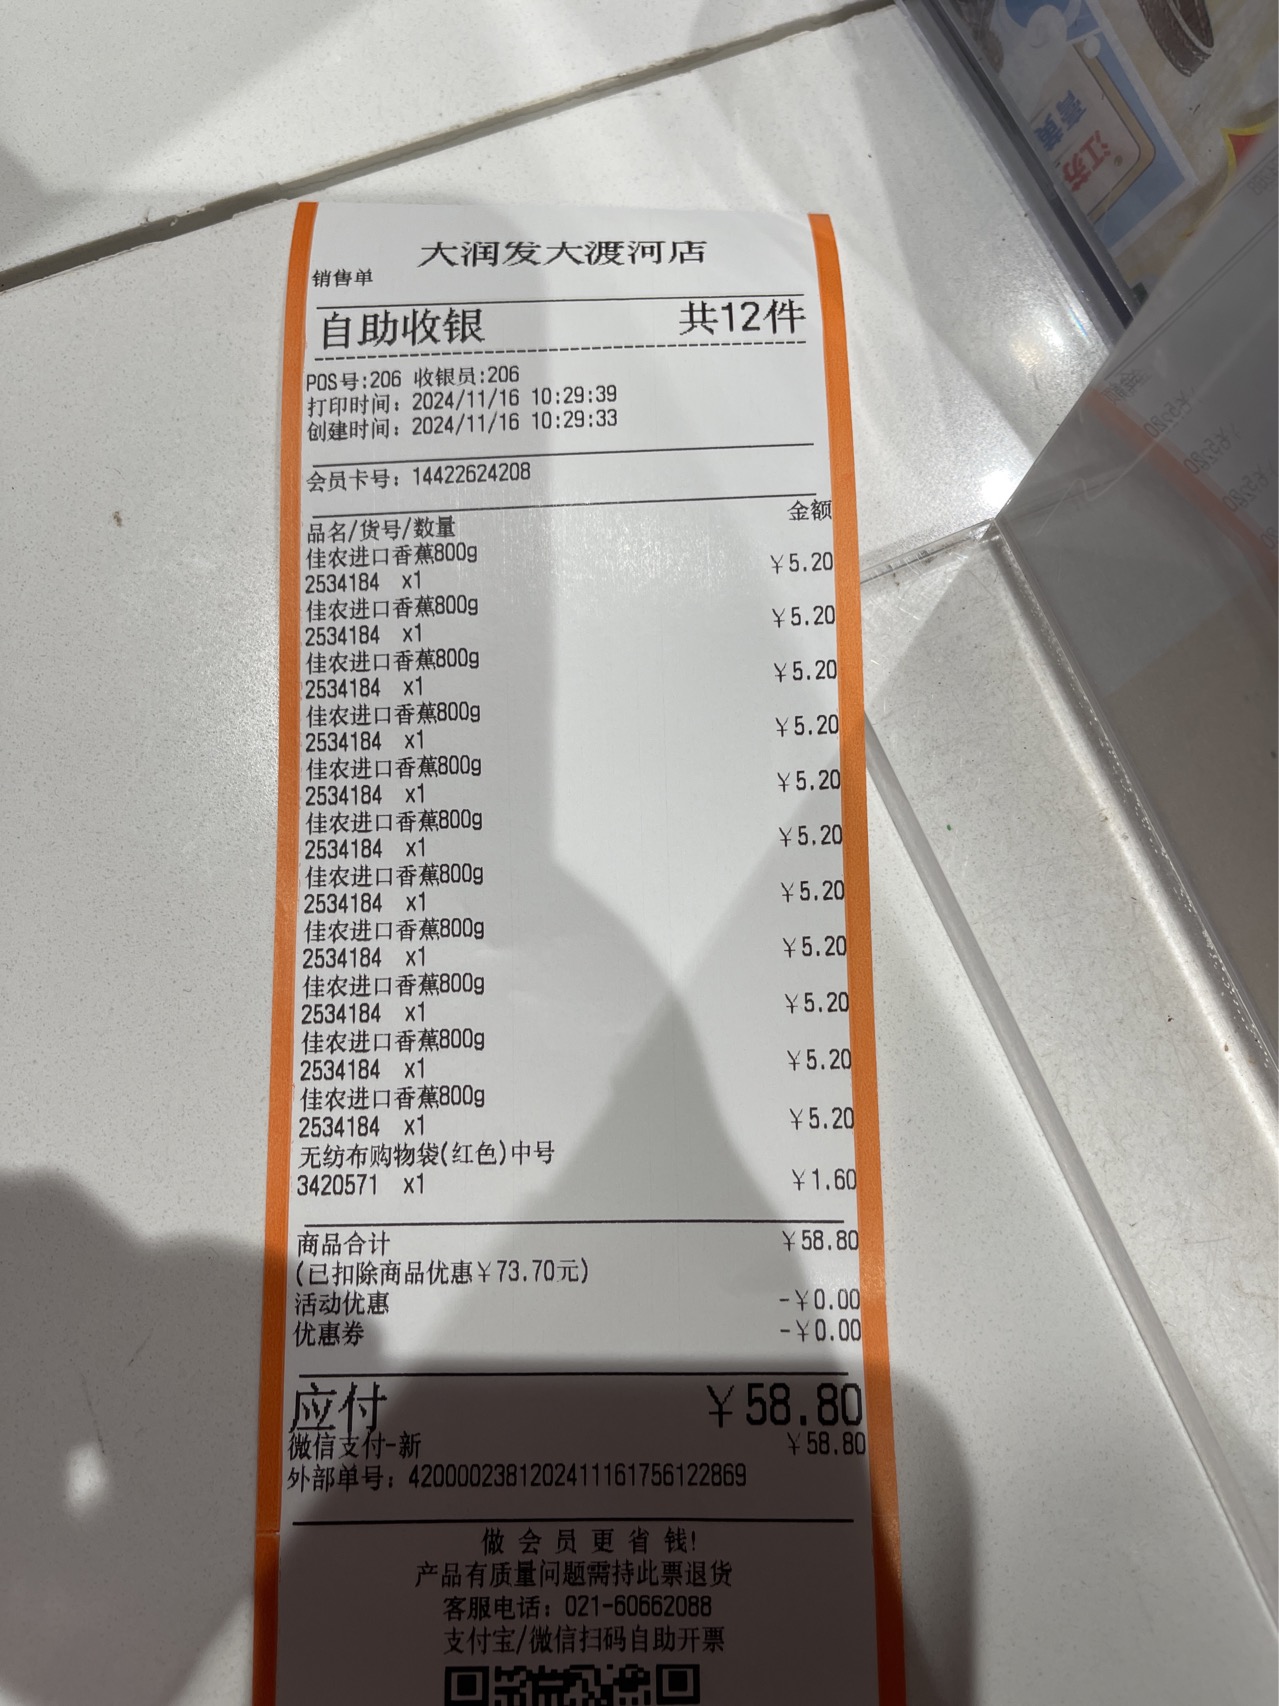 江苏
大润发大渡河店
销售单
自助收银 共12件
POS号:206 收银员:206
打印时间: 2024/11/16 10:29:39
创建时间: 2024/11/16 10:29:33
会员卡号: 14422624208
品名/货号/数量 金额
佳农进口香蕉800g
2534184 x1 ￥5.20
佳农进口香蕉800g
2534184 x1 ￥5.20
佳农进口香蕉800g
2534184 x1 ￥5.20
佳农进口香蕉800g
2534184 x1 ￥5.20
佳农进口香蕉800g
2534184 x1 ￥5.20
佳农进口香蕉800g
2534184 x1 ￥5.20
佳农进口香蕉800g
2534184 x1 ￥5.20
佳农进口香蕉800g
2534184 x1 ￥5.20
佳农进口香蕉800g
2534184 x1 ￥5.20
佳农进口香蕉800g
2534184 x1 ￥5.20
佳农进口香蕉800g
2534184 x1 ￥5.20
无纺布购物袋(红色)中号
3420571 x1 ￥1.60
商品合计 ￥58.80
(已扣除商品优惠￥73.70元)
活动优惠 -￥0.00
优惠券 -￥0.00
应付 ￥58.80
微信支付-新 ￥58.80
外部单号: 4200002381202411161756122869
做会员更省钱!
产品有质量问题需持此票退货
客服电话: 021-60662088
支付宝/微信扫码自助开票